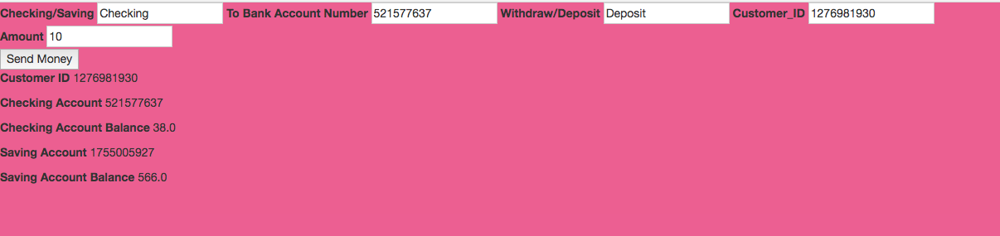 Checking/Saving Checking To Bank Account Number 521577637 Withdraw/Deposit Deposit Customer_ID 1276981930
Amount 10
Send Money
Customer ID 1276981930
Checking Account 521577637
Checking Account Balance 38.0
Saving Account 1755005927
Saving Account Balance 566.0